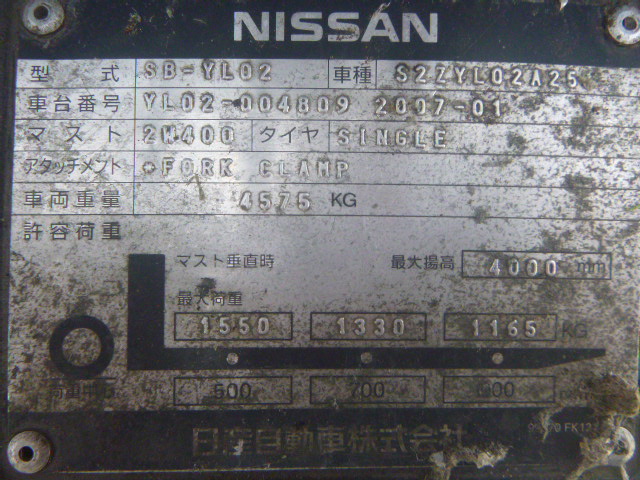 NISSAN
型式 SB-YL02 車種 S2ZYL02A25
車台番号 YL02-004809 2007-01
マスト 2W400 タイヤ SINGLE
アタッチメント *FORK CLAMP
車両重量 4575 KG
許容荷重
マスト垂直時 最大揚高 4000 mm
最大荷重
1550 1330 1165 KG
500 700
日産自動車株式会社